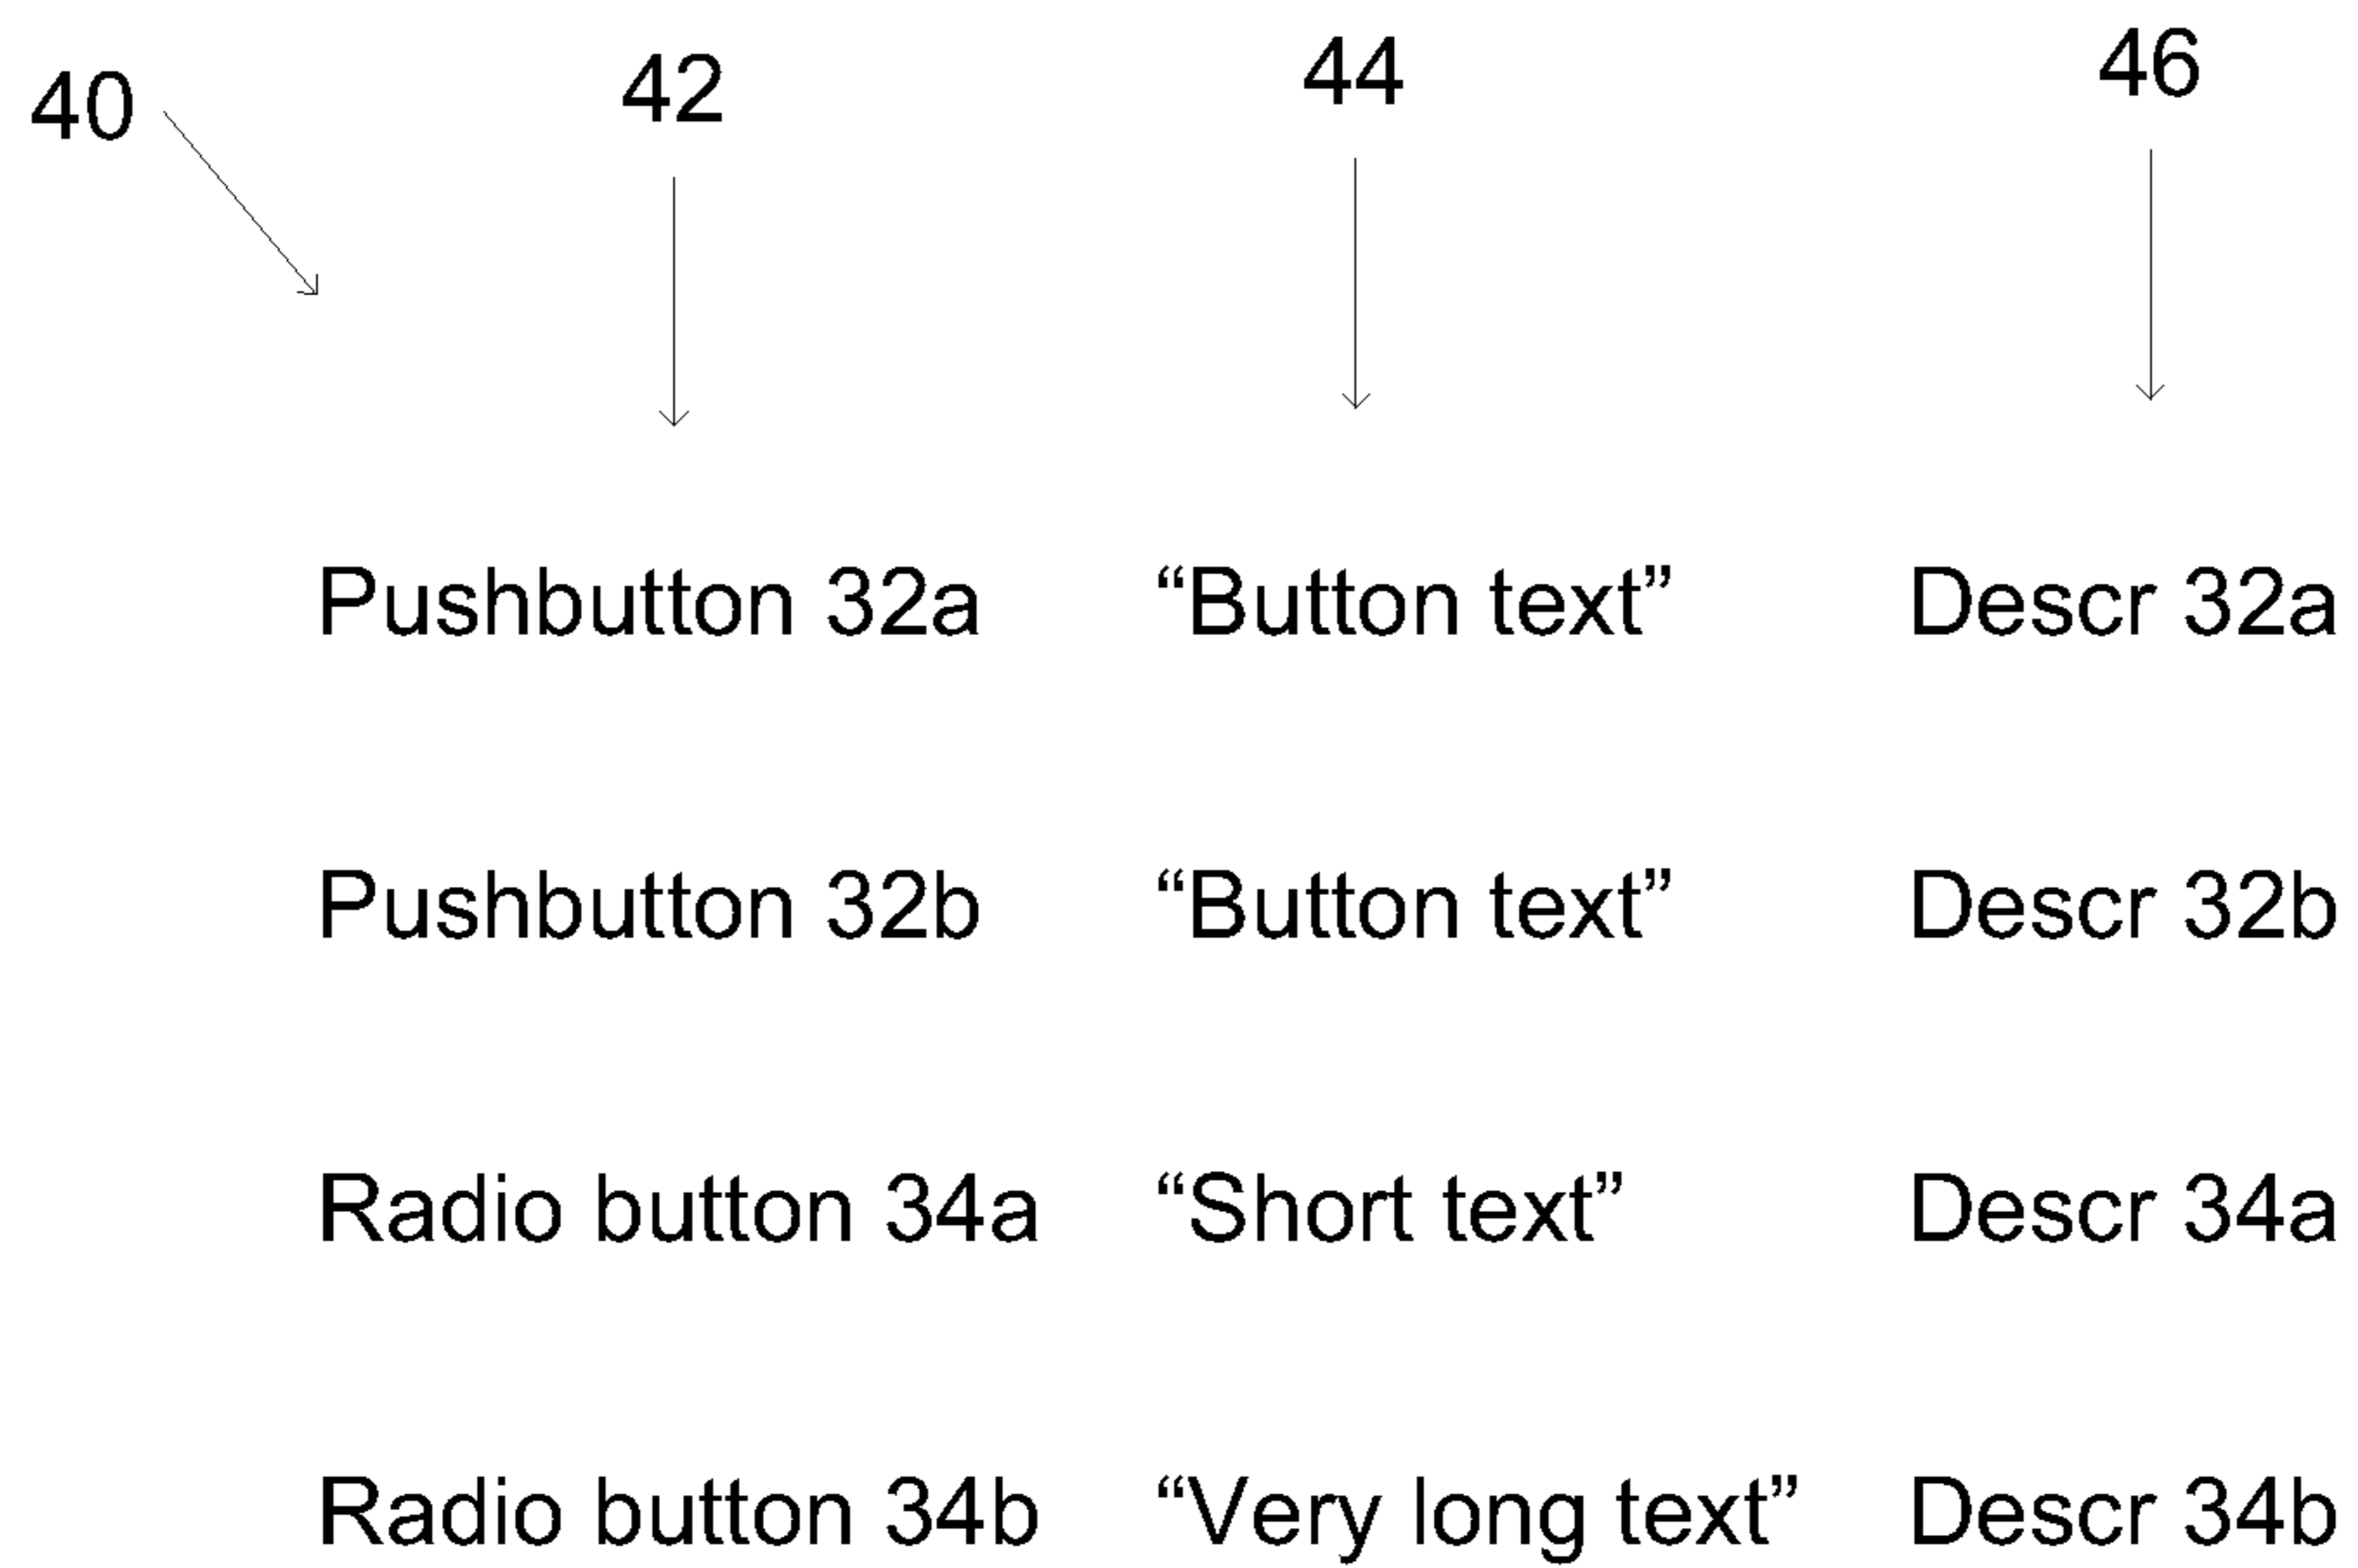 40 42 44 46
Pushbutton 32a “Button text” Descr 32a
Pushbutton 32b “Button text” Descr 32b
Radio button 34a “Short text” Descr 34a
Radio button 34b “Very long text” Descr 34b